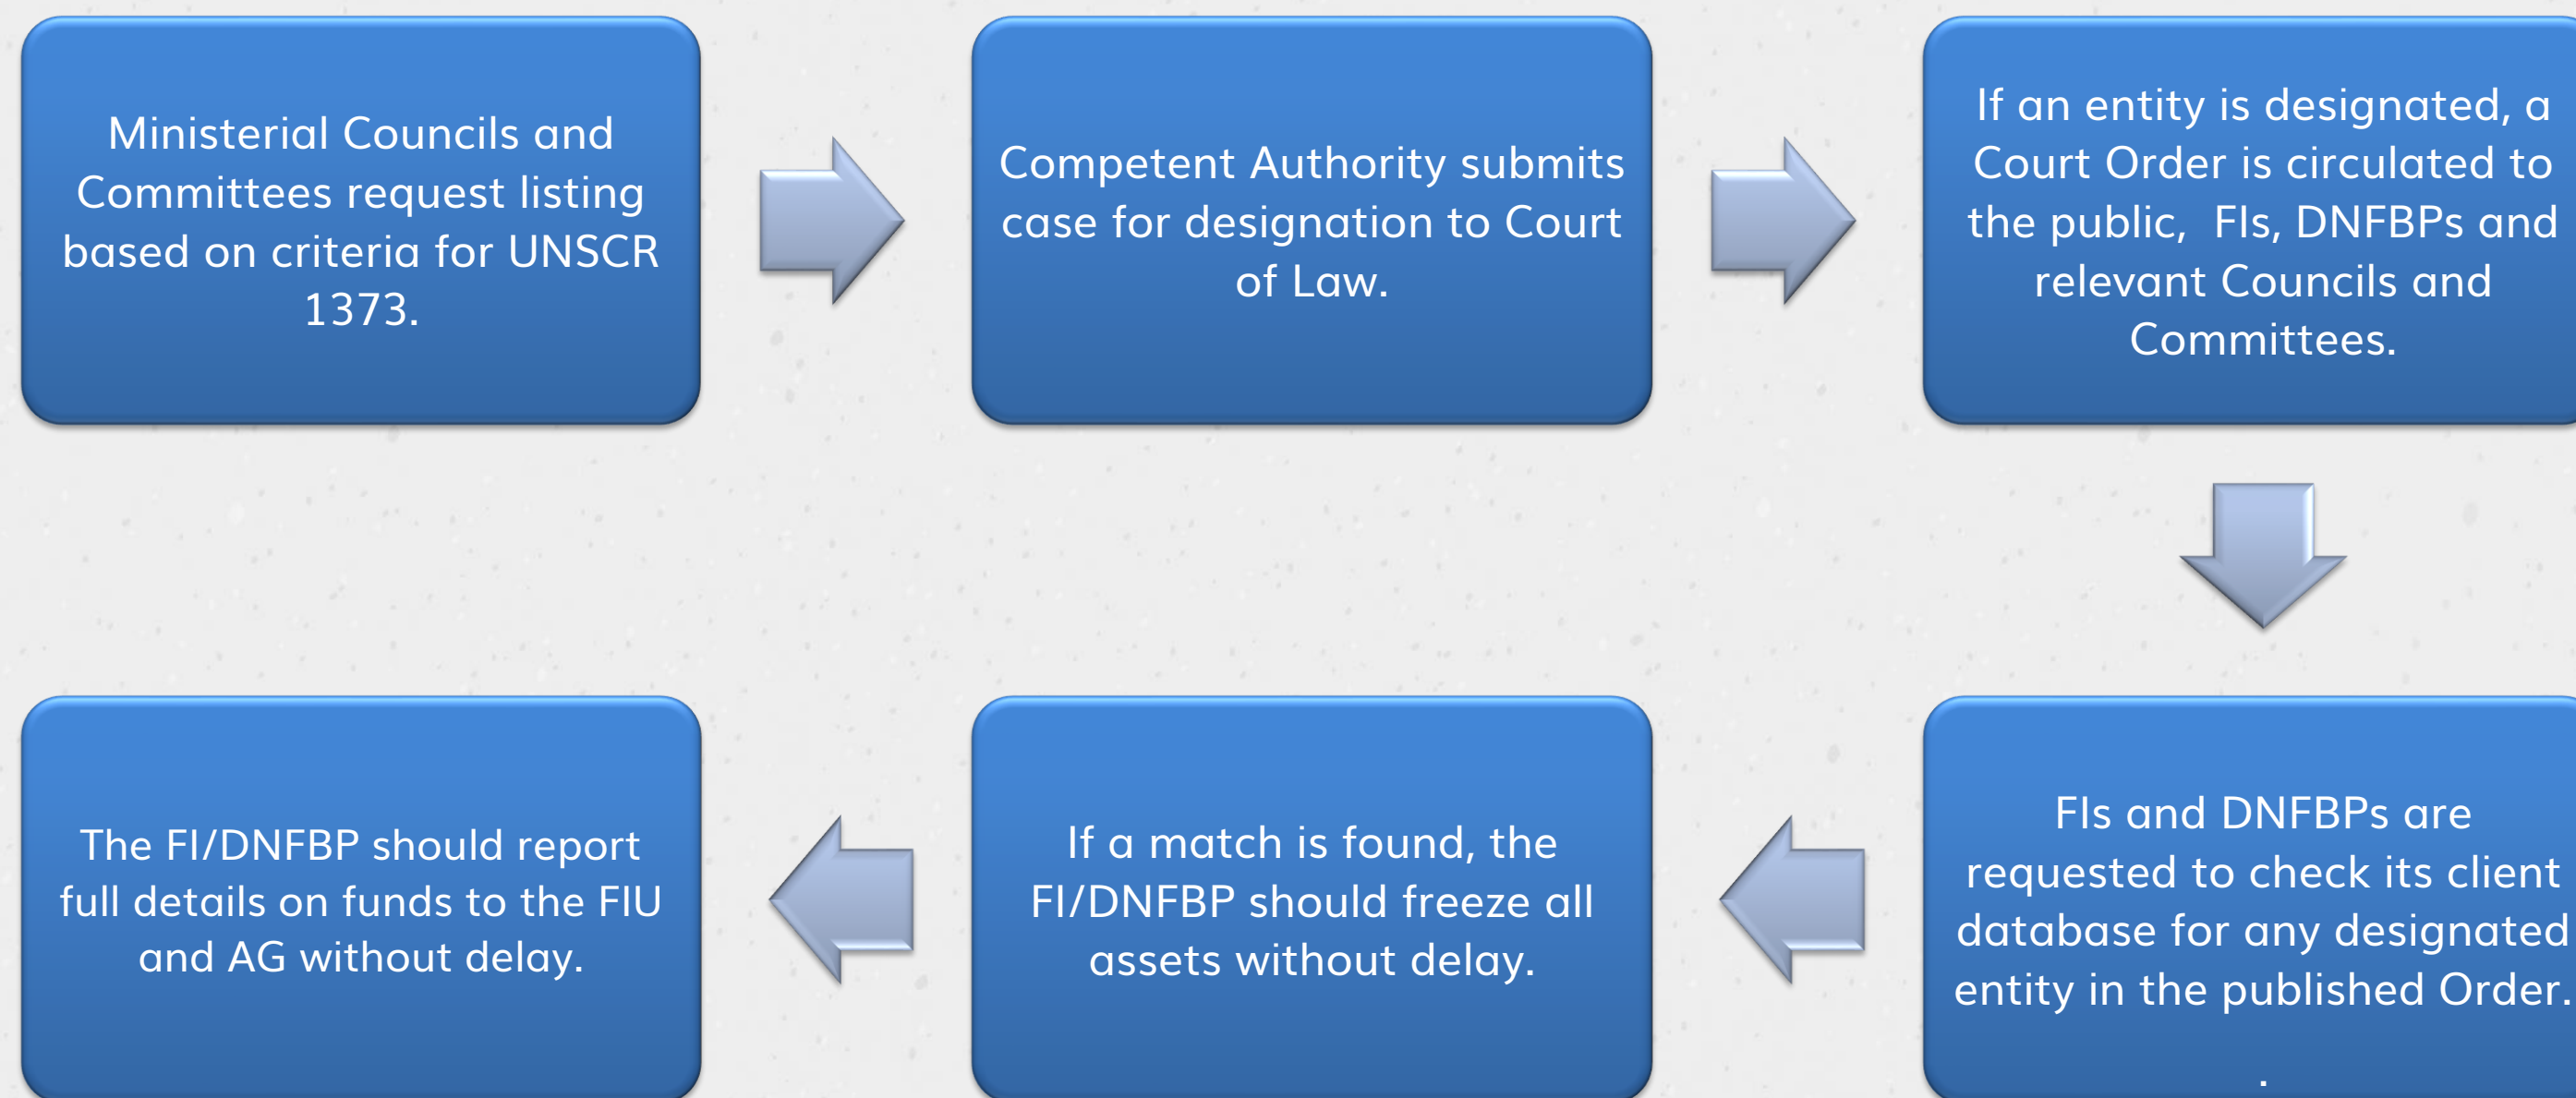 Ministerial Councils and
Committees request listing
based on criteria for UNSCR
1373.
Competent Authority submits
case for designation to Court
of Law.
If an entity is designated, a
Court Order is circulated to
the public,  FIs, DNFBPs and
relevant Councils and
Committees.
FIs and DNFBPs are
requested to check its client
database for any designated
entity in the published Order.
.
If a match is found, the
FI/DNFBP should freeze all
assets without delay.
The FI/DNFBP should report
full details on funds to the FIU
and AG without delay.